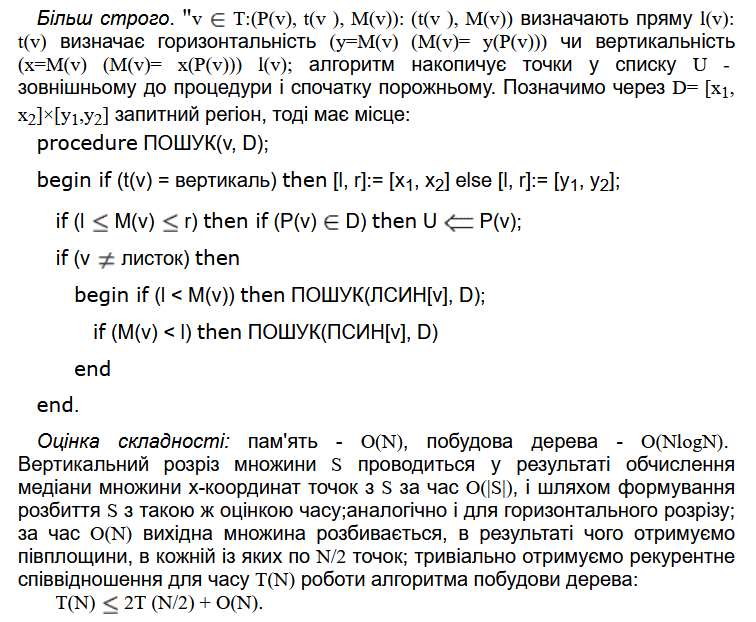 Більш строго. "v ∈ T:(P(v), t(v ), M(v)): (t(v ), M(v)) визначають пряму l(v):
t(v) визначає горизонтальність (y=M(v) (M(v)= y(P(v))) чи вертикальність
(x=M(v) (M(v)= x(P(v))) l(v); алгоритм накопичує точки у списку U -
зовнішньому до процедури і спочатку порожньому. Позначимо через D= [x₁,
x₂]×[y₁,y₂] запитний регіон, тоді має місце:
procedure ПОШУК(v, D);
begin if (t(v) = вертикаль) then [l, r]:= [x₁, x₂] else [l, r]:= [y₁, y₂];
if (l ≤ M(v) ≤ r) then if (P(v) ∈ D) then U ⇐ P(v);
if (v ≠ листок) then
begin if (l < M(v)) then ПОШУК(ЛСИН[v], D);
if (M(v) < l) then ПОШУК(ПСИН[v], D)
end
end.
Оцінка складності: пам'ять - O(N), побудова дерева - O(NlogN).
Вертикальний розріз множини S проводиться у результаті обчислення
медіани множини x-координат точок з S за час O(|S|), і шляхом формування
розбиття S з такою ж оцінкою часу;аналогічно і для горизонтального розрізу;
за час O(N) вихідна множина розбивається, в результаті чого отримуємо
півплощини, в кожній із яких по N/2 точок; тривіально отримуємо рекурентне
співвідношення для часу T(N) роботи алгоритма побудови дерева:
T(N) ≤ 2T (N/2) + O(N).